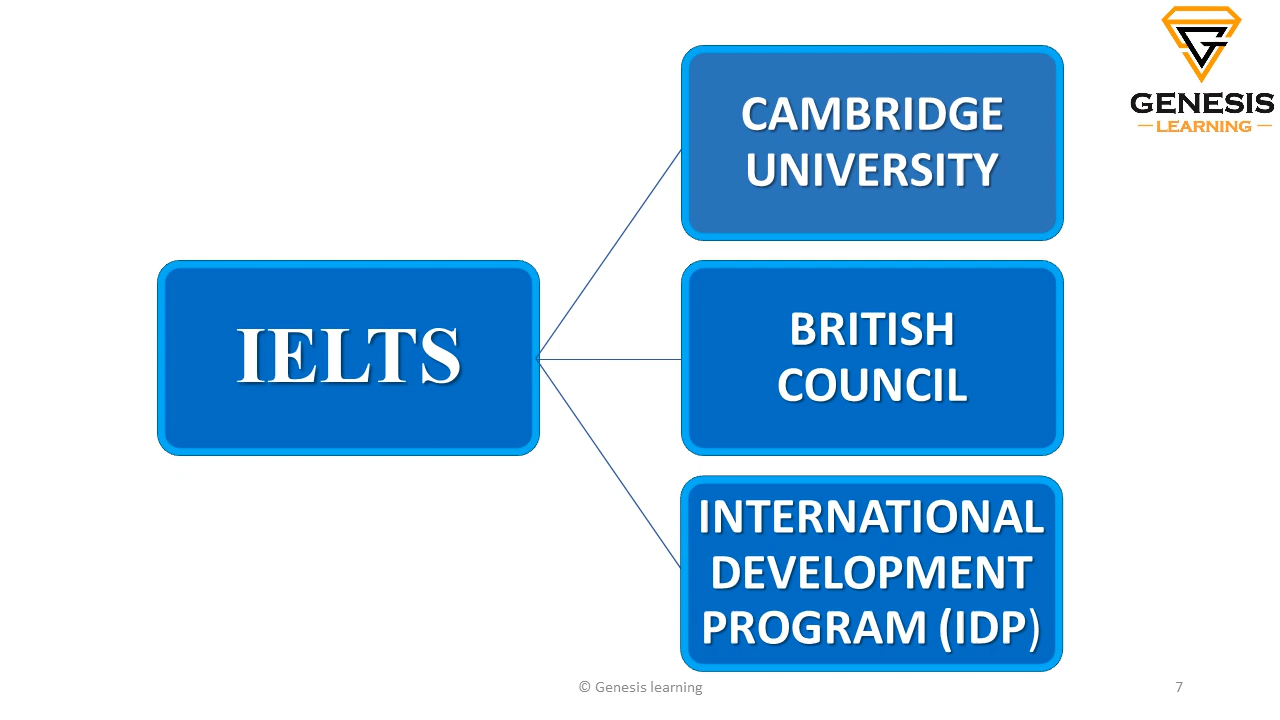 GENESIS
LEARNING
CAMBRIDGE
UNIVERSITY
IELTS
BRITISH
COUNCIL
INTERNATIONAL
DEVELOPMENT
PROGRAM (IDP)
© Genesis learning
7